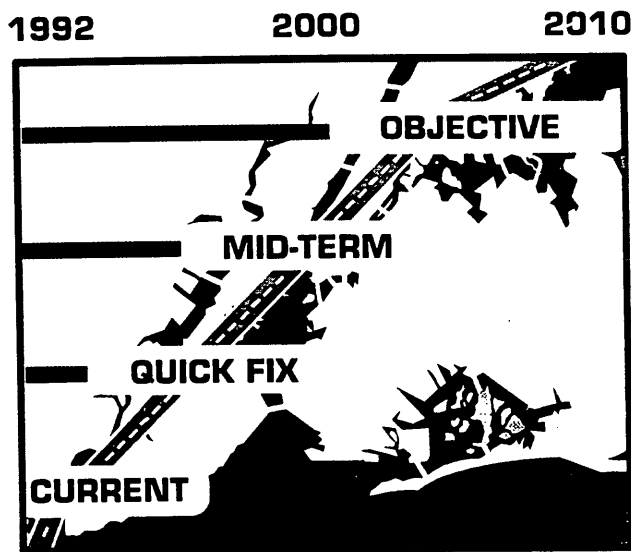 1992 2000 2010
OBJECTIVE
MID-TERM
QUICK FIX
CURRENT